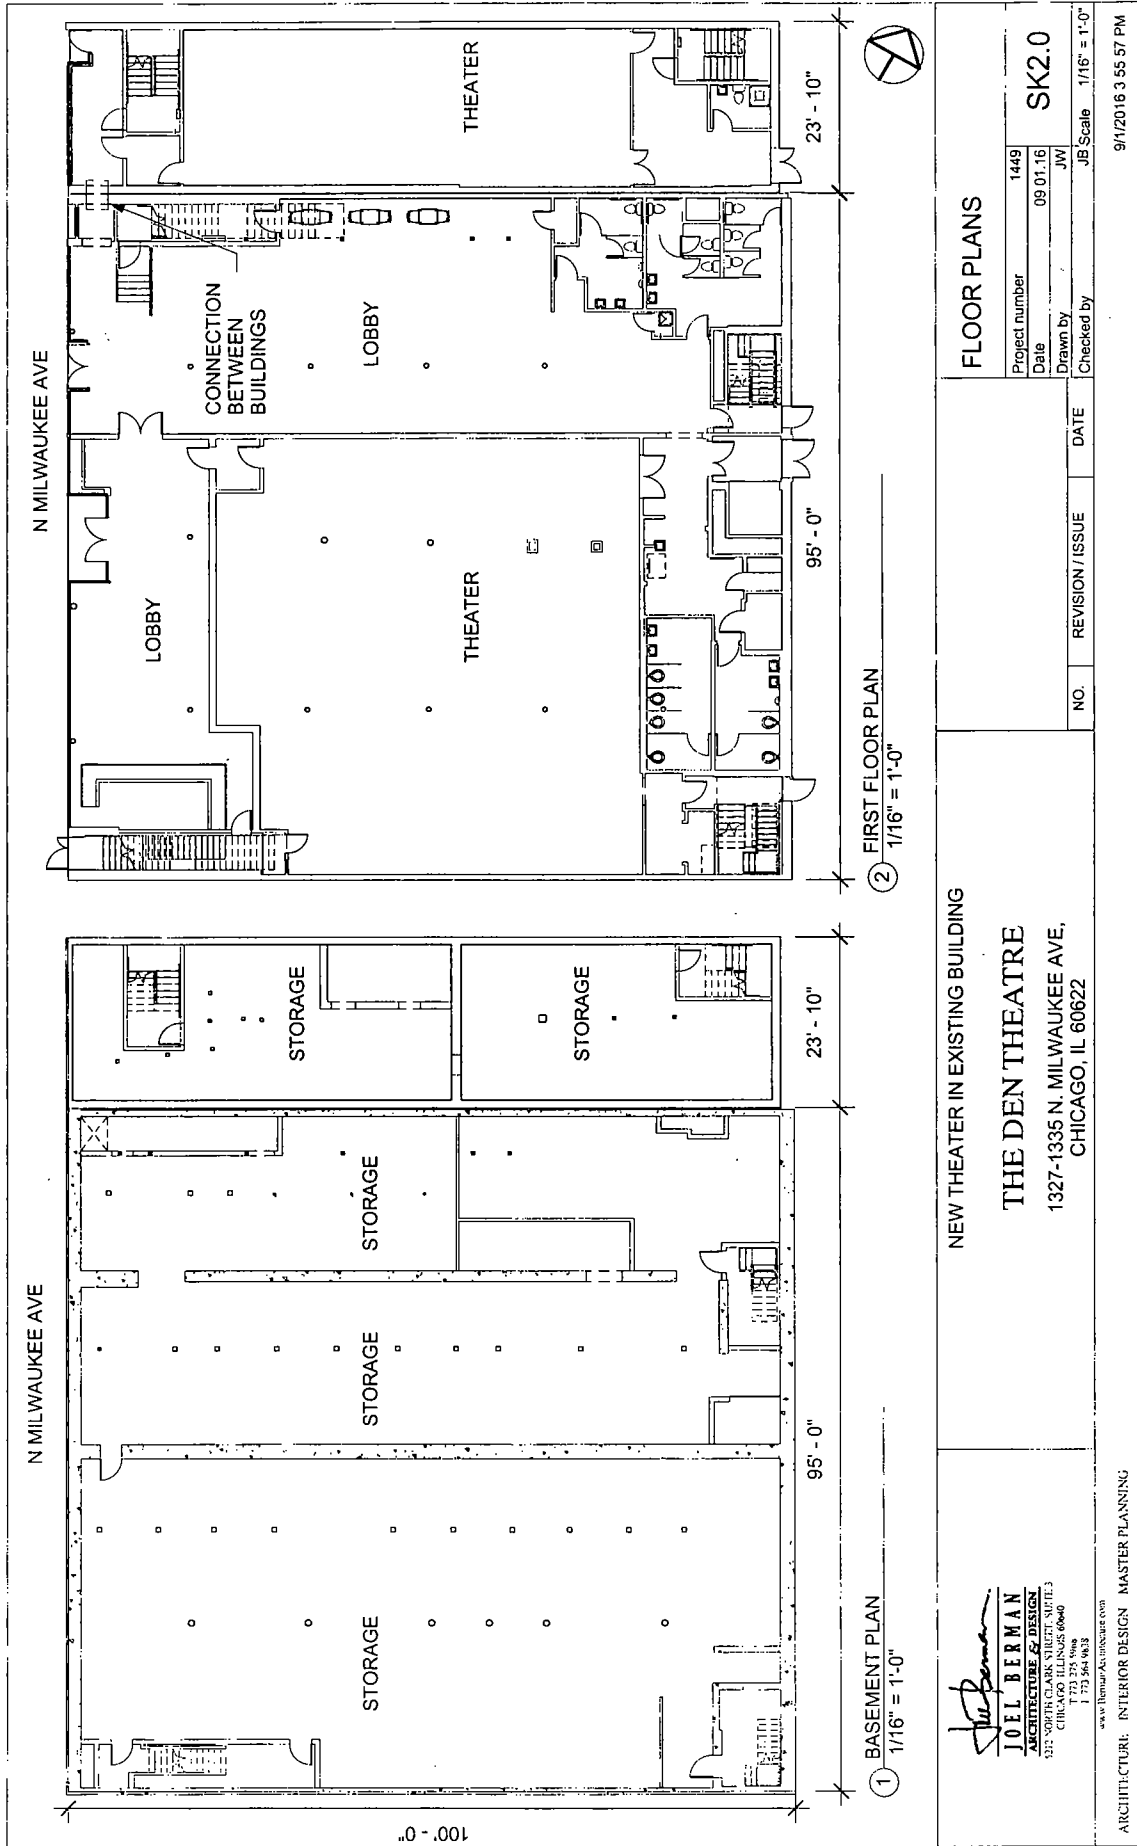 N MILWAUKEE AVE
N MILWAUKEE AVE
100' - 0"
STORAGE
STORAGE
STORAGE
STORAGE
STORAGE
95' - 0"
23' - 10"
1
BASEMENT PLAN
1/16" = 1'-0"
LOBBY
CONNECTION
BETWEEN
BUILDINGS
LOBBY
THEATER
THEATER
95' - 0"
23' - 10"
2
FIRST FLOOR PLAN
1/16" = 1'-0"
JOEL BERMAN
ARCHITECTURE & DESIGN
CHICAGO ILLINOIS 60640
ARCHITECTURE INTERIOR DESIGN MASTER PLANNING
NEW THEATER IN EXISTING BUILDING
THE DEN THEATRE
1327-1335 N. MILWAUKEE AVE,
CHICAGO, IL 60622
NO. REVISION / ISSUE DATE
FLOOR PLANS
Project number 1449
Date 09 01.16
Drawn by JW
Checked by JB
SK2.0
Scale 1/16" = 1'-0"
9/1/2016 3 55 57 PM